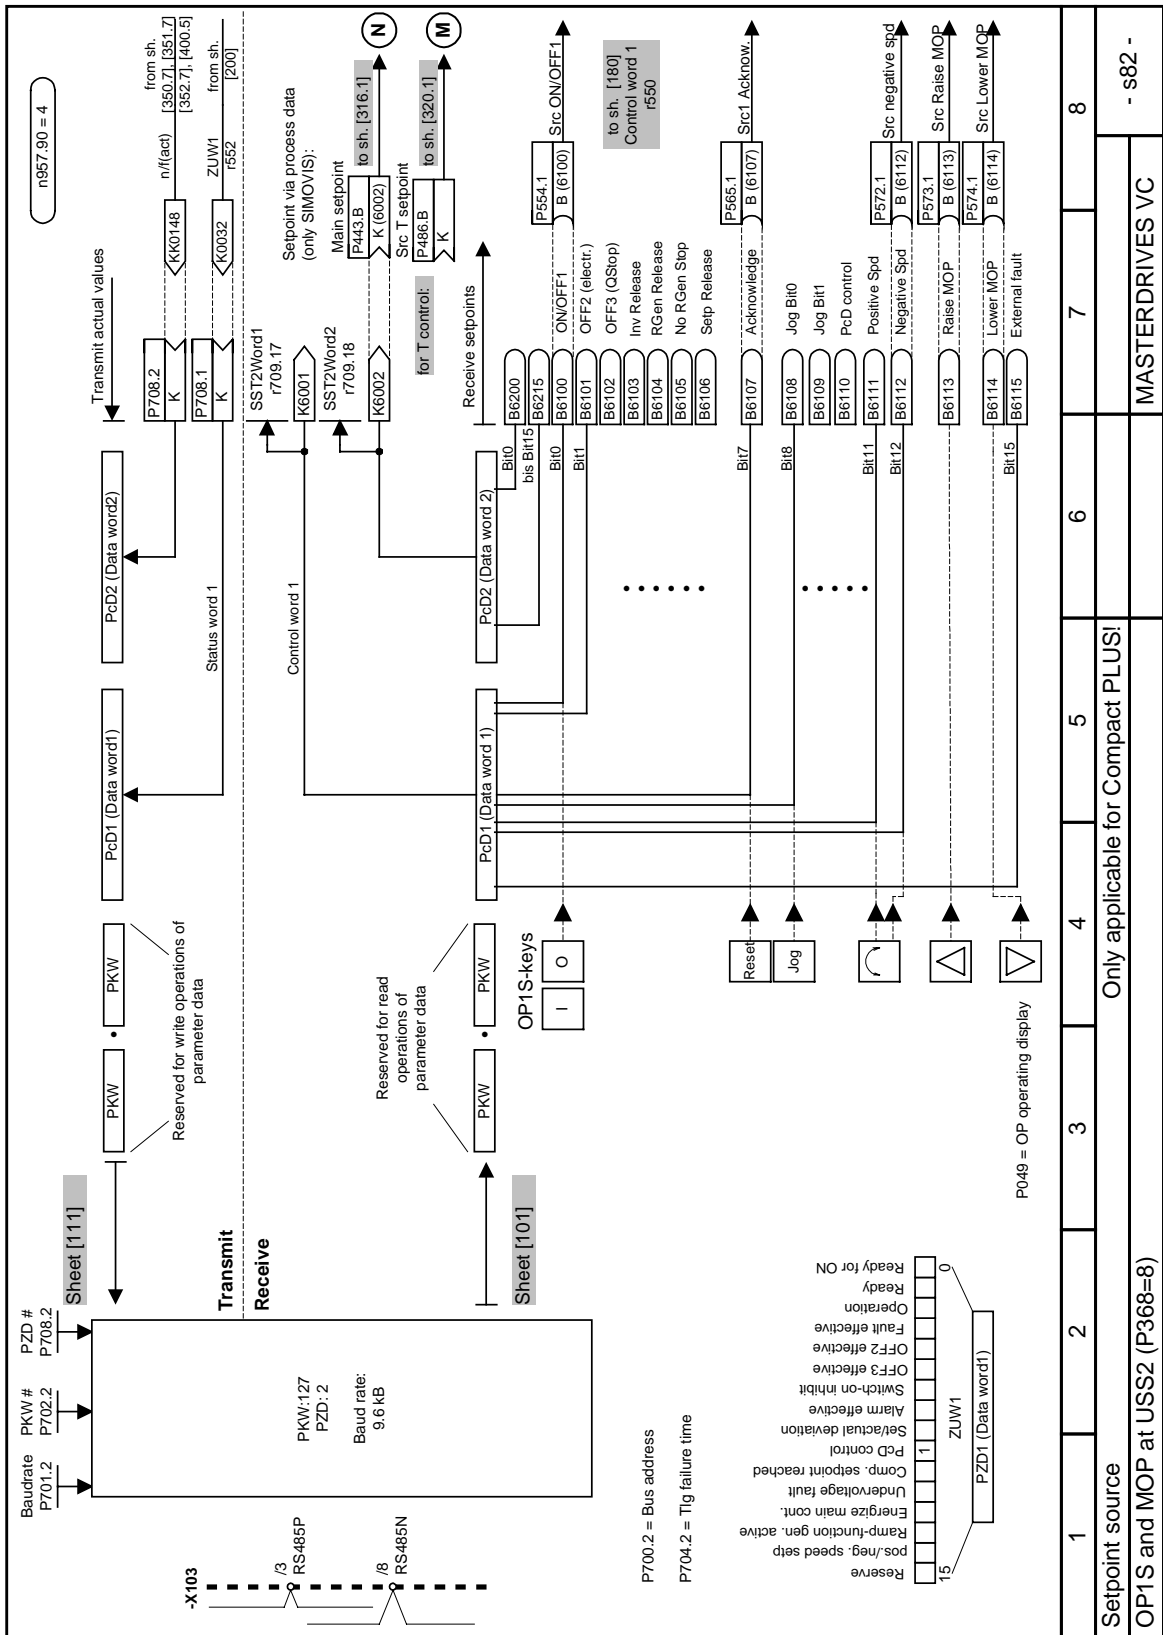 n957.90 = 4
Baudrate
P701.2
PKW #
P702.2
PZD #
P708.2
Sheet [111]
Transmit
Receive
Sheet [101]
PKW:127
PZD: 2
Baud rate:
9.6 kB
-X103
/3
RS485P
/8
RS485N
PKW
PKW
PcD1 (Data word1)
PcD2 (Data word2)
Reserved for write operations of
parameter data
Transmit actual values
P708.2
K
KK0148
n/f(act)
from sh.
[350.7], [351.7]
[352.7], [400.5]
P708.1
K
K0032
ZUW1
r552
from sh.
[200]
Status word 1
SST2Word1
r709.17
K6001
Control word 1
SST2Word2
r709.18
K6002
Setpoint via process data
(only SIMOVIS):
Main setpoint
P443.B
K (6002)
to sh. [316.1]
N
for T control:
Src T setpoint
P486.B
K
to sh. [320.1]
M
Receive setpoints
Reserved for read
operations of
parameter data
PKW
PKW
PcD1 (Data word 1)
PcD2 (Data word 2)
OP1S-keys
I
O
Reset
Jog
Bit0
B6200
bis Bit15
B6215
Bit0
B6100
ON/OFF1
P554.1
B (6100)
Src ON/OFF1
Bit1
B6101
OFF2 (electr.)
B6102
OFF3 (QStop)
B6103
Inv Release
B6104
RGen Release
B6105
No RGen Stop
B6106
Setp Release
to sh. [180]
Control word 1
r550
Bit7
B6107
Acknowledge
P565.1
B (6107)
Src1 Acknow.
Bit8
B6108
Jog Bit0
B6109
Jog Bit1
B6110
PcD control
Bit11
B6111
Positive Spd
Bit12
B6112
Negative Spd
P572.1
B (6112)
Src negative spd
B6113
Raise MOP
P573.1
B (6113)
Src Raise MOP
B6114
Lower MOP
P574.1
B (6114)
Src Lower MOP
Bit15
B6115
External fault
P049 = OP operating display
P700.2 = Bus address
P704.2 = Tlg failure time
Reserve
pos./neg. speed setp
Ramp-function gen. active
Energize main cont.
Undervoltage fault
Comp. setpoint reached
PcD control
Set/actual deviation
Alarm effective
Switch-on inhibit
OFF3 effective
OFF2 effective
Fault effective
Operation
Ready
Ready for ON
1
15
0
ZUW1
PZD1 (Data word1)
1
2
3
4
5
6
7
8
Setpoint source
Only applicable for Compact PLUS!
- s82 -
OP1S and MOP at USS2 (P368=8)
MASTERDRIVES VC